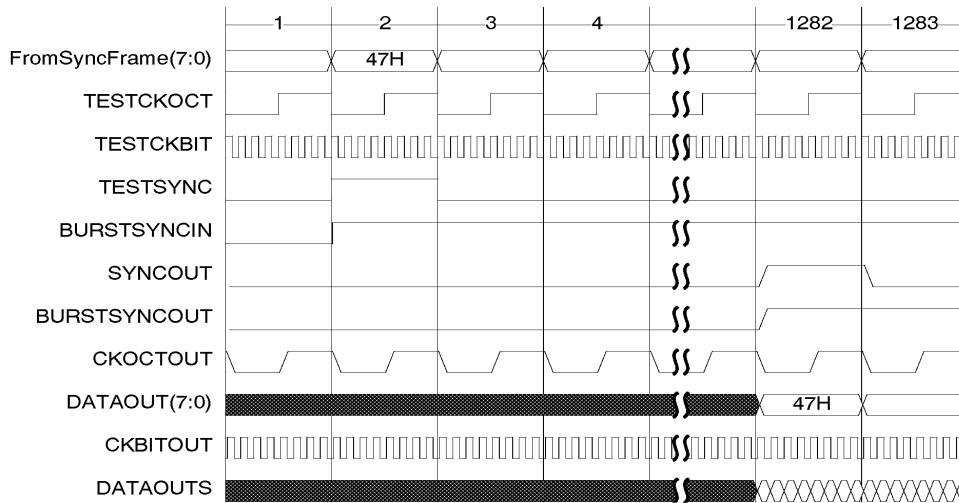 1 2 3 4 1282 1283
FromSyncFrame(7:0) 47H
TESTCKOCT
TESTCKBIT
TESTSYNC
BURSTSYNCIN
SYNCOUT
BURSTSYNCOUT
CKOCTOUT
DATAOUT(7:0) 47H
CKBITOUT
DATAOUTS